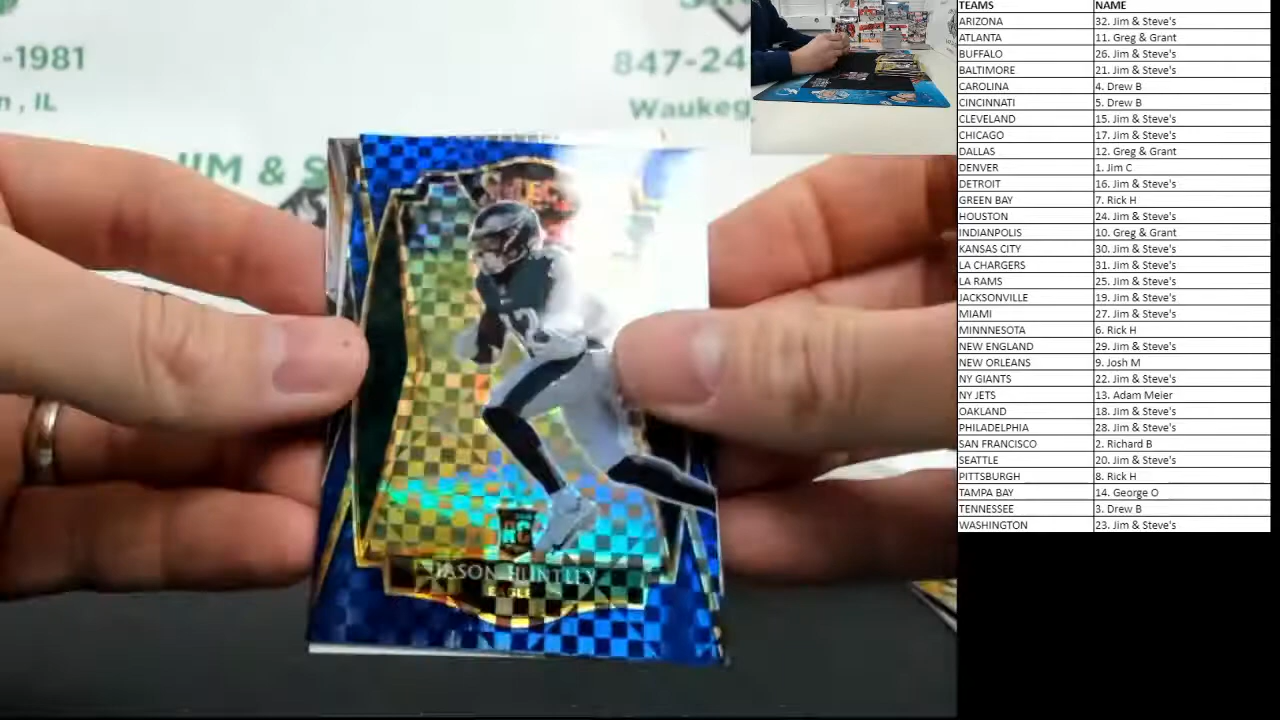 -1981
n , IL
JIM & S
847-24
Waukeg
SELEC
12
RC
JASON HUNTLEY
EAGLE
TEAMS NAME
ARIZONA 32. Jim & Steve's
ATLANTA 11. Greg & Grant
BUFFALO 26. Jim & Steve's
BALTIMORE 21. Jim & Steve's
CAROLINA 4. Drew B
CINCINNATI 5. Drew B
CLEVELAND 15. Jim & Steve's
CHICAGO 17. Jim & Steve's
DALLAS 12. Greg & Grant
DENVER 1. Jim C
DETROIT 16. Jim & Steve's
GREEN BAY 7. Rick H
HOUSTON 24. Jim & Steve's
INDIANPOLIS 10. Greg & Grant
KANSAS CITY 30. Jim & Steve's
LA CHARGERS 31. Jim & Steve's
LA RAMS 25. Jim & Steve's
JACKSONVILLE 19. Jim & Steve's
MIAMI 27. Jim & Steve's
MINNNESOTA 6. Rick H
NEW ENGLAND 29. Jim & Steve's
NEW ORLEANS 9. Josh M
NY GIANTS 22. Jim & Steve's
NY JETS 13. Adam Meier
OAKLAND 18. Jim & Steve's
PHILADELPHIA 28. Jim & Steve's
SAN FRANCISCO 2. Richard B
SEATTLE 20. Jim & Steve's
PITTSBURGH 8. Rick H
TAMPA BAY 14. George O
TENNESSEE 3. Drew B
WASHINGTON 23. Jim & Steve's